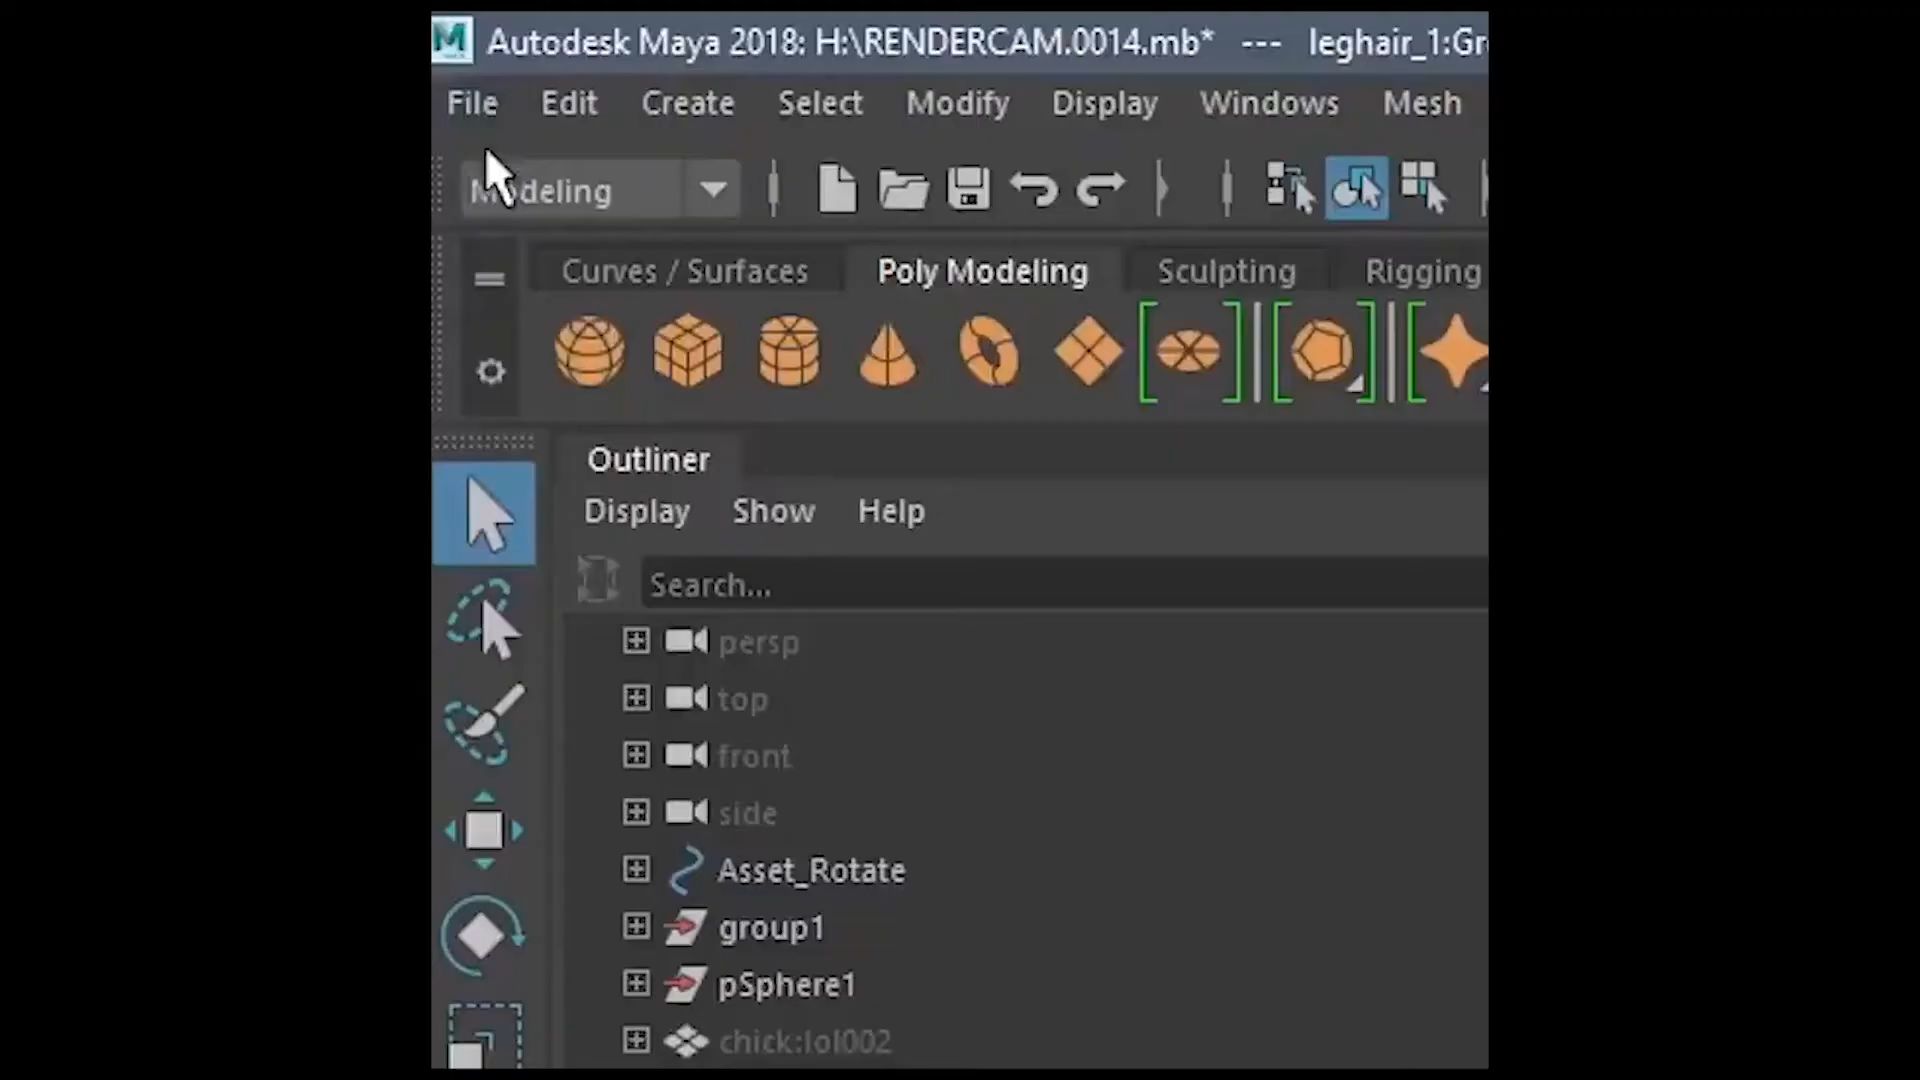 Autodesk Maya 2018: H:\RENDERCAM.0014.mb* --- leghair_1:Gr
File Edit Create Select Modify Display Windows Mesh
Modeling
Curves / Surfaces Poly Modeling Sculpting Rigging
Outliner
Display Show Help
Search...
persp
top
front
side
Asset_Rotate
group1
pSphere1
chick:lol002